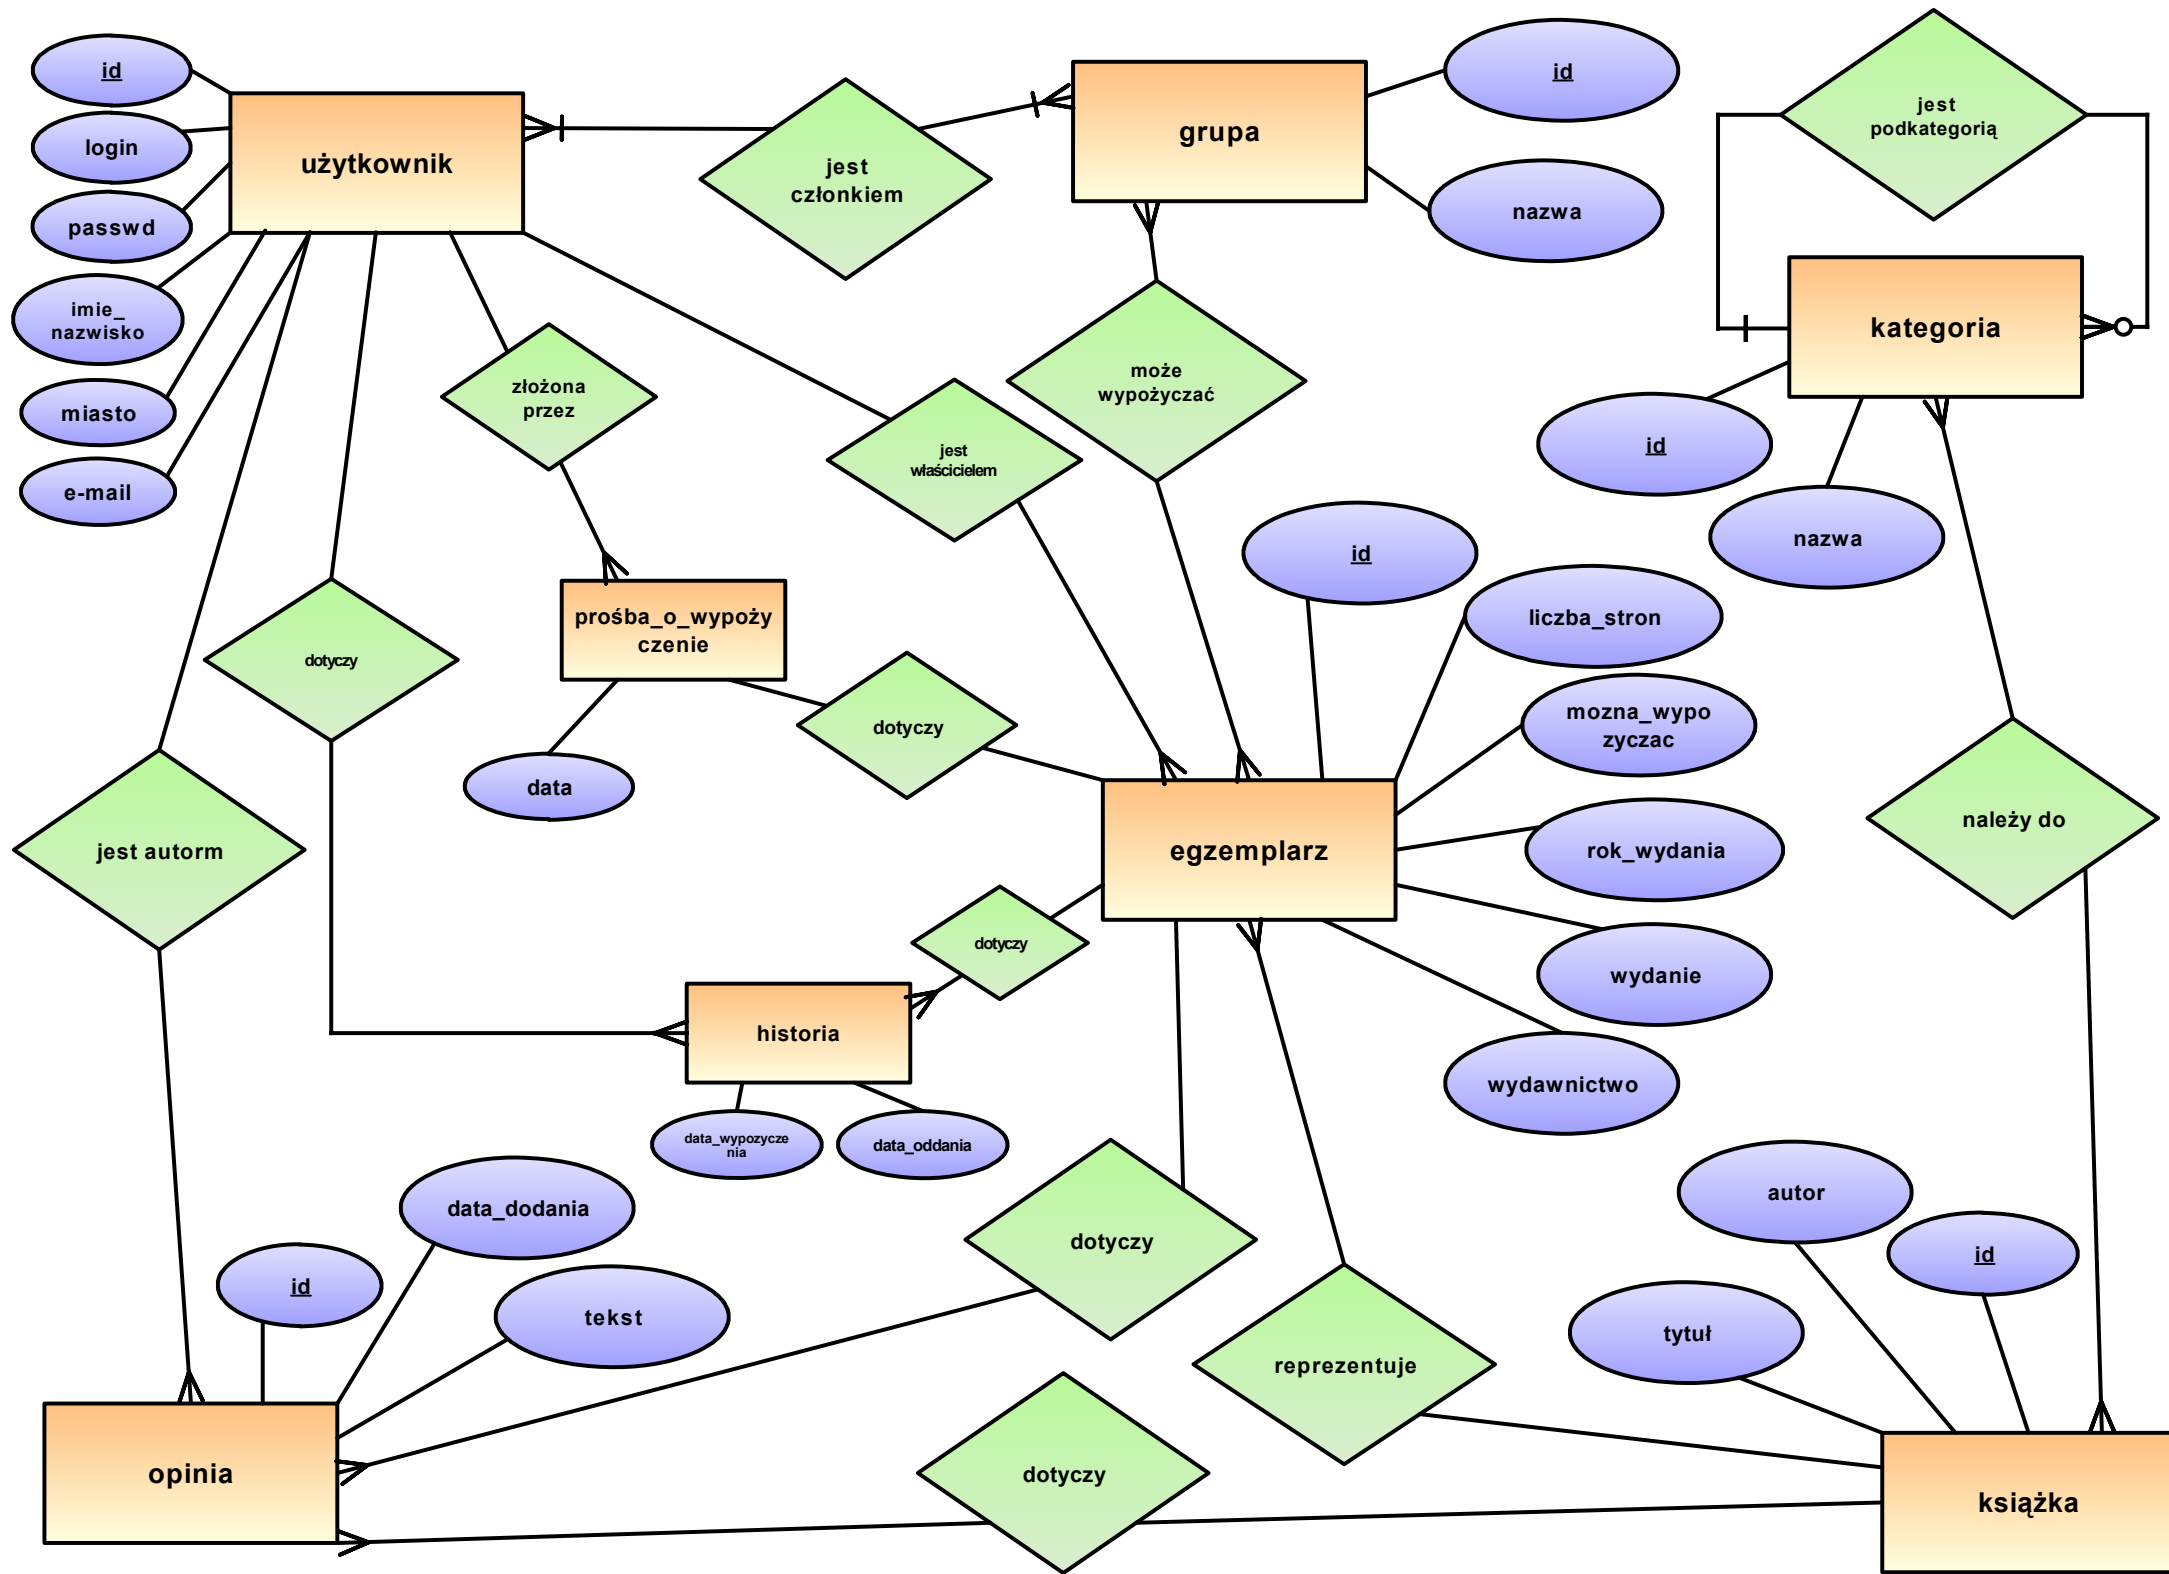 id
login
passwd
imie_
nazwisko
miasto
e-mail
użytkownik
jest
członkiem
grupa
id
nazwa
jest
podkategorią
kategoria
id
nazwa
złożona
przez
jest
właścicielem
może
wypożyczać
dotyczy
prośba_o_wypoży
czenie
data
dotyczy
id
liczba_stron
mozna_wypo
zyczac
rok_wydania
wydanie
wydawnictwo
egzemplarz
należy do
jest autorm
dotyczy
historia
data_wypozycze
nia
data_oddania
data_dodania
id
tekst
dotyczy
reprezentuje
autor
id
tytuł
opinia
dotyczy
książka